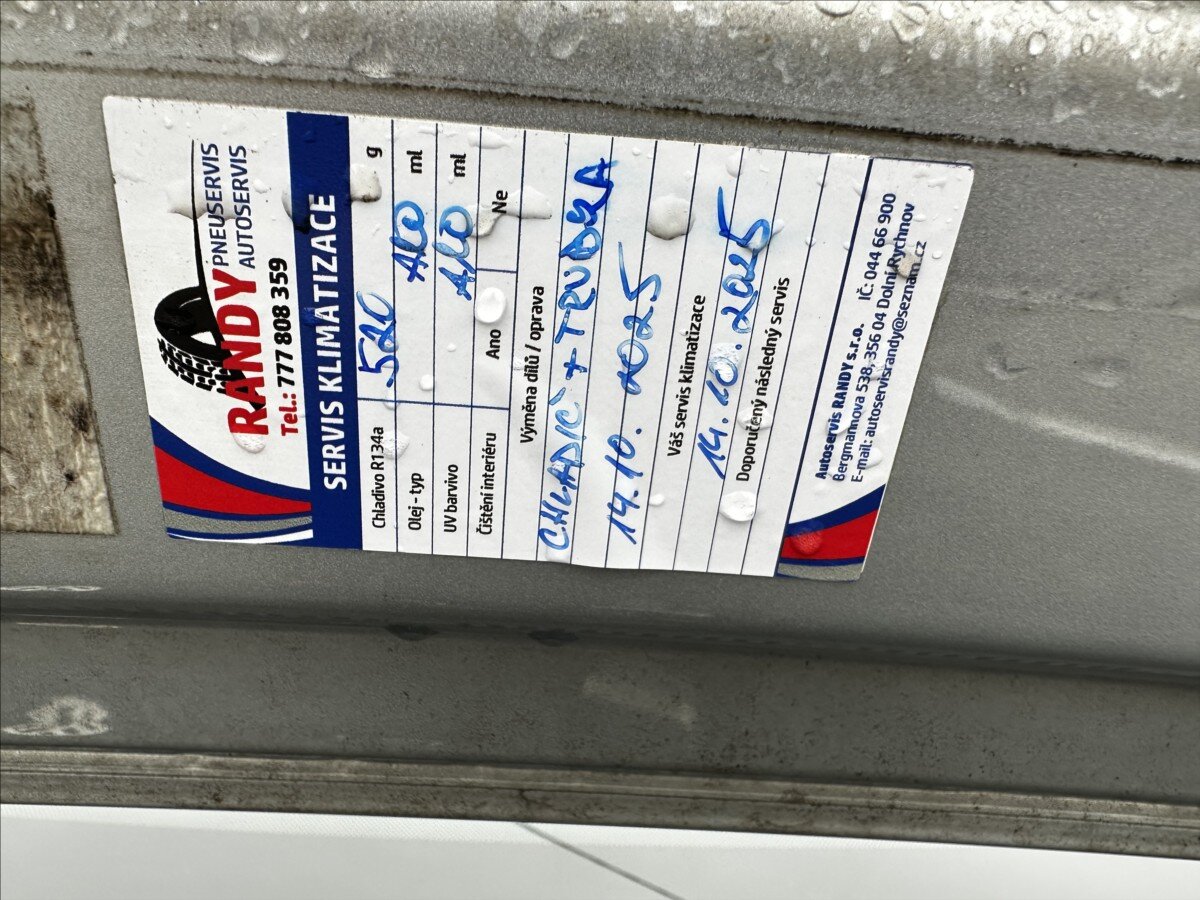 RANDY PNEUSERVIS
AUTOSERVIS
Tel.: 777 808 359
SERVIS KLIMATIZACE
Chladivo R134a 520 g
Olej - typ ANO ml
UV barvivo ANO ml
Čištění interiéru Ano Ne
Výměna dílů / oprava
CHLADIČ + TRUBKA
14.10.2025
Váš servis klimatizace
14.10.2025
Doporučený následný servis
Autoservis RANDY s.r.o. IČ: 044 66 900
Bergmannova 538, 356 04 Dolní Rychnov
E-mail: autoservisrandy@seznam.cz